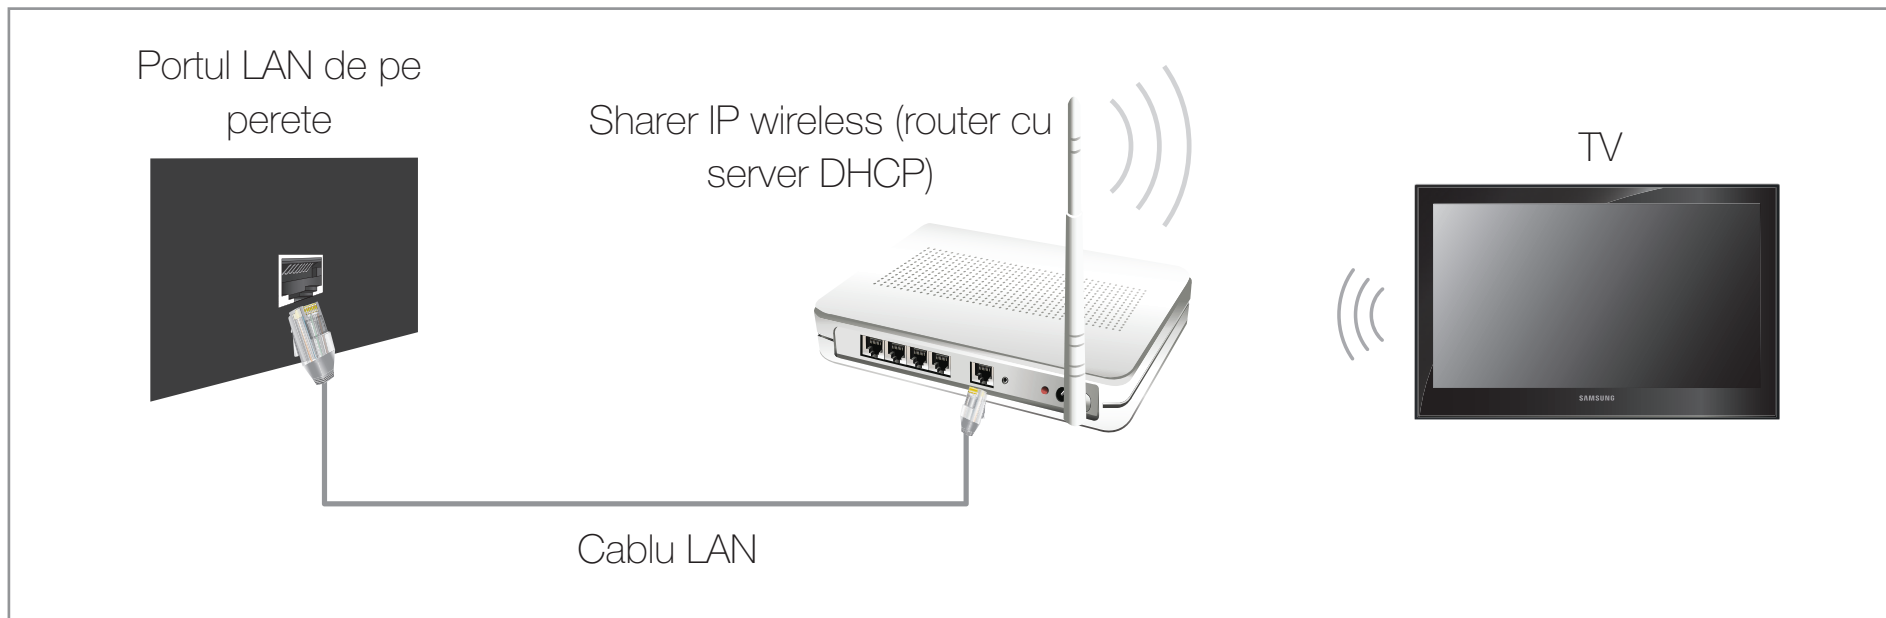 Portul LAN de pe
perete
Sharer IP wireless (router cu
server DHCP)
TV
SAMSUNG
Cablu LAN